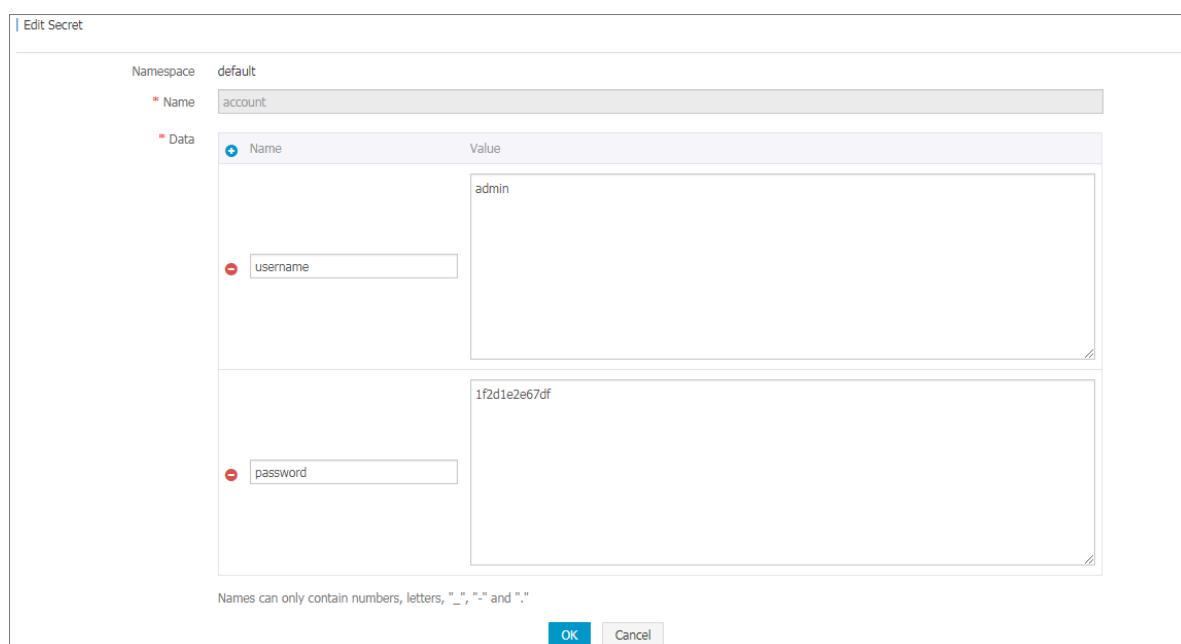 Edit Secret
Namespace default
* Name account
* Data
Name Value
admin
username
1f2d1e2e67df
password
Names can only contain numbers, letters, "_", "-" and "."
OK Cancel